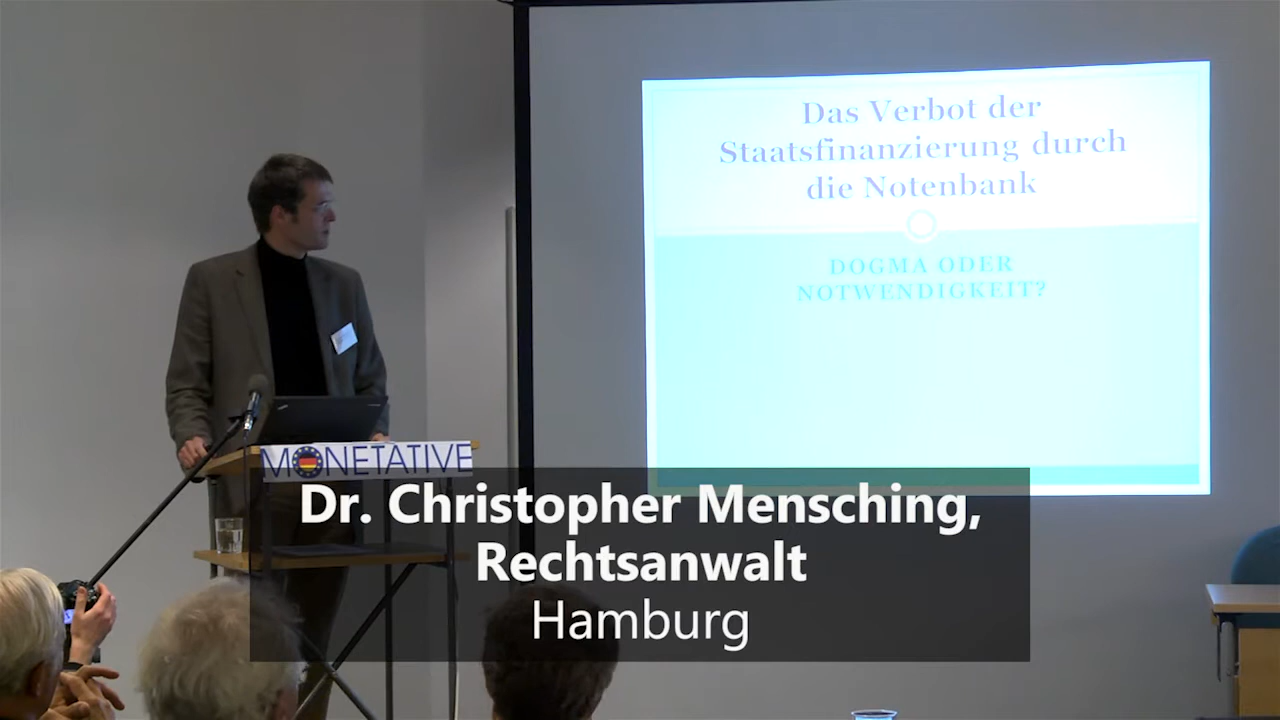 Das Verbot der
Staatsfinanzierung durch
die Notenbank
DOGMA ODER
NOTWENDIGKEIT?
MONETATIVE
Dr. Christopher Mensching,
Rechtsanwalt
Hamburg